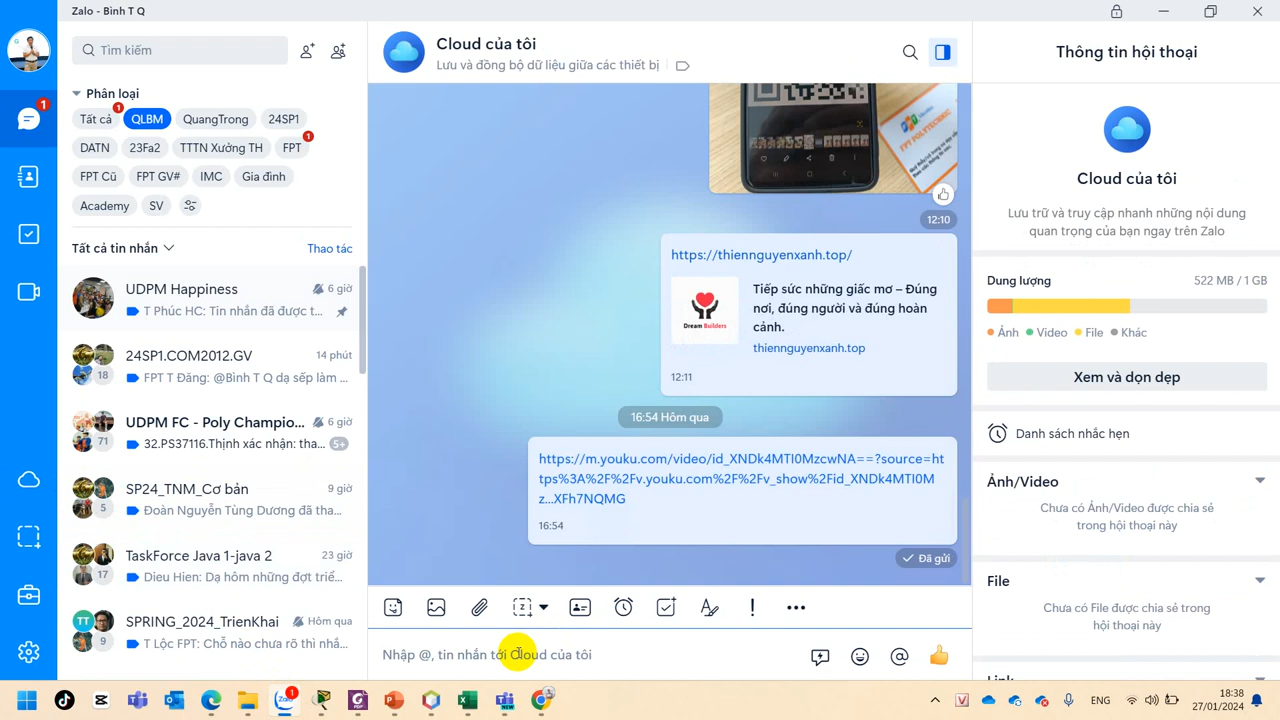 Zalo - Bình T Q
Tìm kiếm
Phân loại
Tất cả
1
QLBM
QuangTrong
24SP1
DATN
23Fa2
TTTN Xưởng TH
FPT
1
FPT Cũ
FPT GV#
IMC
Gia đình
Academy
SV
Tất cả tin nhắn
Thao tác
UDPM Happiness
6 giờ
T Phúc HC: Tin nhắn đã được t...
24SP1.COM2012.GV
14 phút
18
FPT T Đăng: @Bình T Q dạ sếp làm ...
UDPM FC - Poly Champio...
6 giờ
71
32.PS37116.Thịnh xác nhận: tha...
5+
SP24_TNM_Cơ bản
9 giờ
5
Đoàn Nguyễn Tùng Dương đã tha...
TaskForce Java 1-java 2
23 giờ
17
Dieu Hien: Dạ hôm những đợt triể...
TT
SPRING_2024_TrienKhai
Hôm qua
9
T Lộc FPT: Chỗ nào chưa rõ thì nhắ...
1
Cloud của tôi
Lưu và đồng bộ dữ liệu giữa các thiết bị
FPT POLYTECHNIC
12:10
https://thiennguyenxanh.top/
Dream Builders
Tiếp sức những giấc mơ – Đúng
nơi, đúng người và đúng hoàn
cảnh.
thiennguyenxanh.top
12:11
16:54 Hôm qua
https://m.youku.com/video/id_XNDk4MTI0MzcwNA==?source=ht
tps%3A%2F%2Fv.youku.com%2F%2Fv_show%2Fid_XNDk4MTI0M
z...XFh7NQMG
16:54
Đã gửi
Nhập @, tin nhắn tới Cloud của tôi
Thông tin hội thoại
Cloud của tôi
Lưu trữ và truy cập nhanh những nội dung
quan trọng của bạn ngay trên Zalo
Dung lượng
522 MB / 1 GB
Ảnh
Video
File
Khác
Xem và dọn dẹp
Danh sách nhắc hẹn
Ảnh/Video
Chưa có Ảnh/Video được chia sẻ
trong hội thoại này
File
Chưa có File được chia sẻ trong
hội thoại này
Zalo
1
NEW
ENG
18:38
27/01/2024